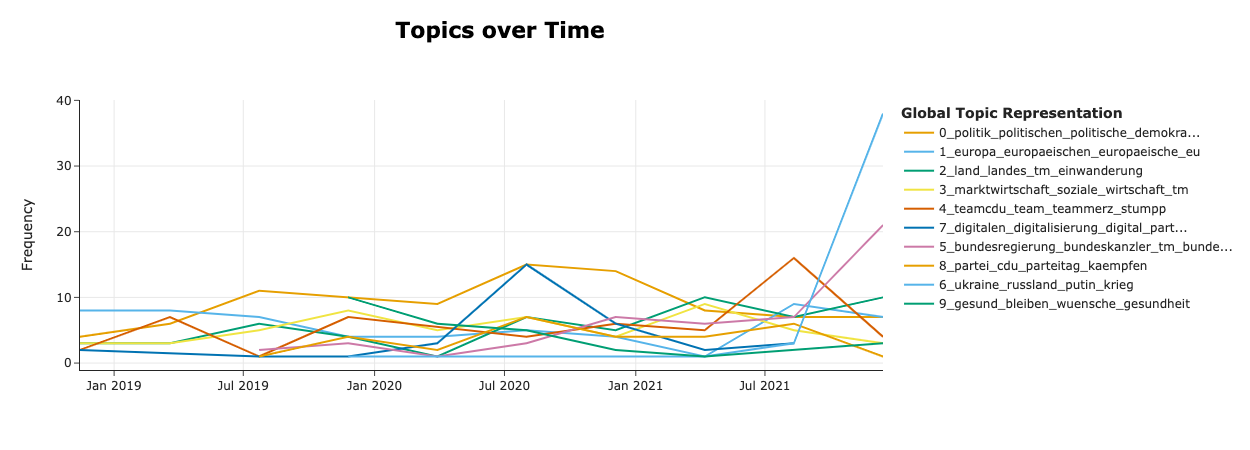 Topics over Time
Frequency
40
30
20
10
0
Jan 2019
Jul 2019
Jan 2020
Jul 2020
Jan 2021
Jul 2021
Global Topic Representation
0_politik_politischen_politische_demokra...
1_europa_europaeischen_europaeische_eu
2_land_landes_tm_einwanderung
3_marktwirtschaft_soziale_wirtschaft_tm
4_teamcdu_team_teammerz_stumpp
7_digitalen_digitalisierung_digital_part...
5_bundesregierung_bundeskanzler_tm_bunde...
8_partei_cdu_parteitag_kaempfen
6_ukraine_russland_putin_krieg
9_gesund_bleiben_wuensche_gesundheit